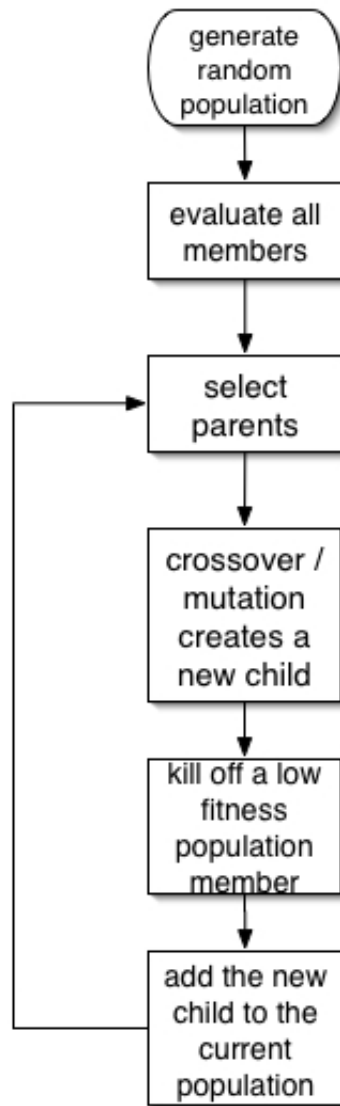 generate
random
population
evaluate all
members
select
parents
crossover /
mutation
creates a
new child
kill off a low
fitness
population
member
add the new
child to the
current
population